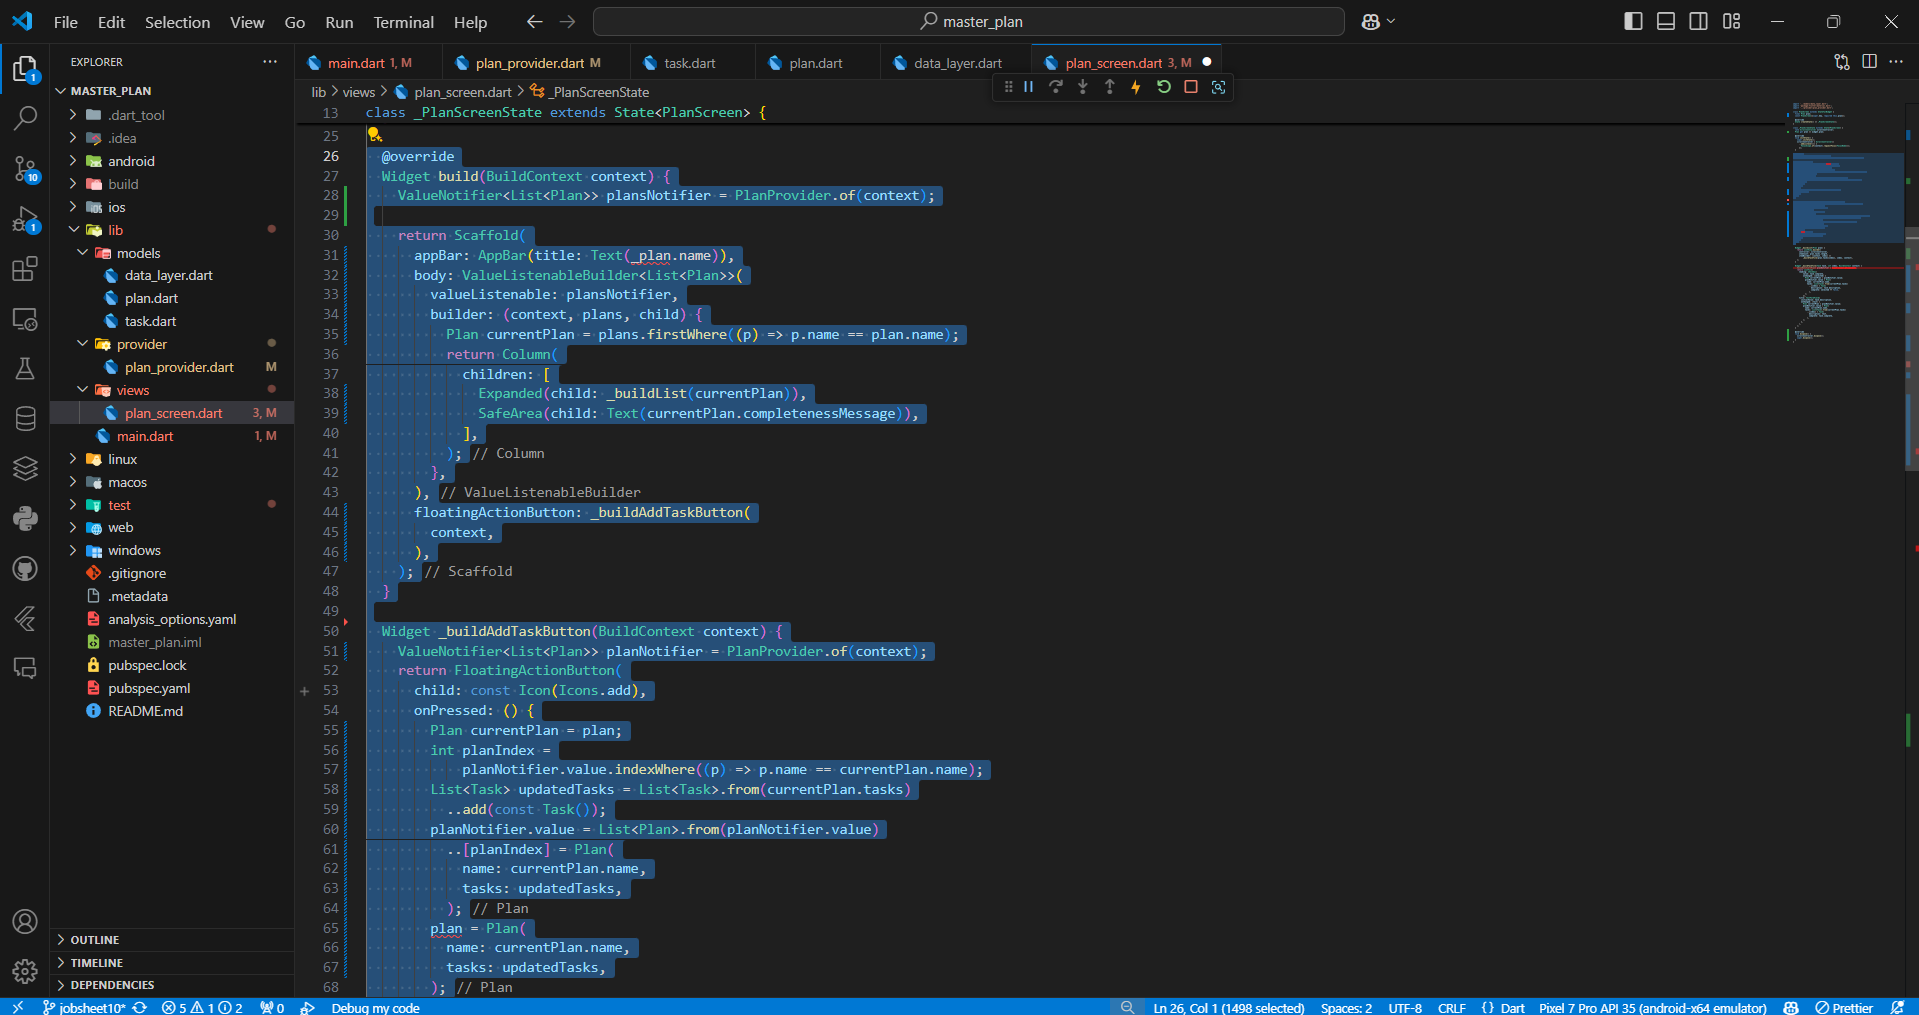 File Edit Selection View Go Run Terminal Help
master_plan
EXPLORER
main.dart 1, M
plan_provider.dart M
task.dart
plan.dart
data_layer.dart
plan_screen.dart 3, M
lib > views > plan_screen.dart > _PlanScreenState
MASTER_PLAN
.dart_tool
.idea
android
build
ios
lib
models
data_layer.dart
plan.dart
task.dart
provider
plan_provider.dart M
views
plan_screen.dart 3, M
main.dart 1, M
linux
macos
test
web
windows
.gitignore
.metadata
analysis_options.yaml
master_plan.iml
pubspec.lock
pubspec.yaml
README.md
OUTLINE
TIMELINE
DEPENDENCIES
1
10
1
13 class _PlanScreenState extends State<PlanScreen> {
25
26 @override
27 Widget build(BuildContext context) {
28 ValueNotifier<List<Plan>> plansNotifier = PlanProvider.of(context);
29
30 return Scaffold(
31 appBar: AppBar(title: Text(_plan.name)),
32 body: ValueListenableBuilder<List<Plan>>(
33 valueListenable: plansNotifier,
34 builder: (context, plans, child) {
35 Plan currentPlan = plans.firstWhere((p) => p.name == plan.name);
36 return Column(
37 children: [
38 Expanded(child: _buildList(currentPlan)),
39 SafeArea(child: Text(currentPlan.completenessMessage)),
40 ],
41 ); // Column
42 },
43 ), // ValueListenableBuilder
44 floatingActionButton: _buildAddTaskButton(
45 context,
46 ),
47 ); // Scaffold
48 }
49
50 Widget _buildAddTaskButton(BuildContext context) {
51 ValueNotifier<List<Plan>> planNotifier = PlanProvider.of(context);
52 return FloatingActionButton(
53 child: const Icon(Icons.add),
54 onPressed: () {
55 Plan currentPlan = plan;
56 int planIndex =
57 planNotifier.value.indexWhere((p) => p.name == currentPlan.name);
58 List<Task> updatedTasks = List<Task>.from(currentPlan.tasks)
59 ..add(const Task());
60 planNotifier.value = List<Plan>.from(planNotifier.value)
61 ..[planIndex] = Plan(
62 name: currentPlan.name,
63 tasks: updatedTasks,
64 ); // Plan
65 plan = Plan(
66 name: currentPlan.name,
67 tasks: updatedTasks,
68 ); // Plan
jobsheet10* 5 1 2 0 Debug my code
Ln 26, Col 1 (1498 selected) Spaces: 2 UTF-8 CRLF {} Dart Pixel 7 Pro API 35 (android-x64 emulator) Prettier